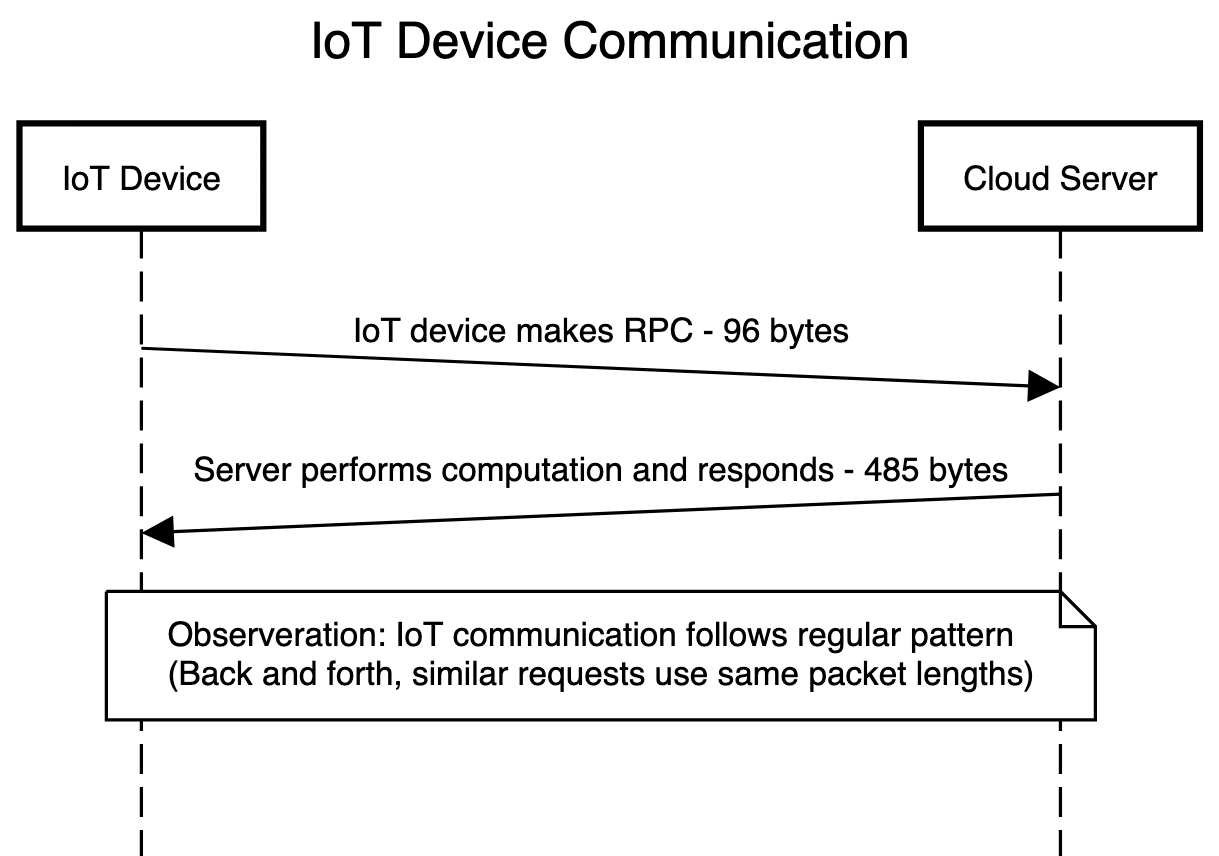 IoT Device Communication
IoT Device
Cloud Server
IoT device makes RPC - 96 bytes
Server performs computation and responds - 485 bytes
Observeration: IoT communication follows regular pattern
(Back and forth, similar requests use same packet lengths)